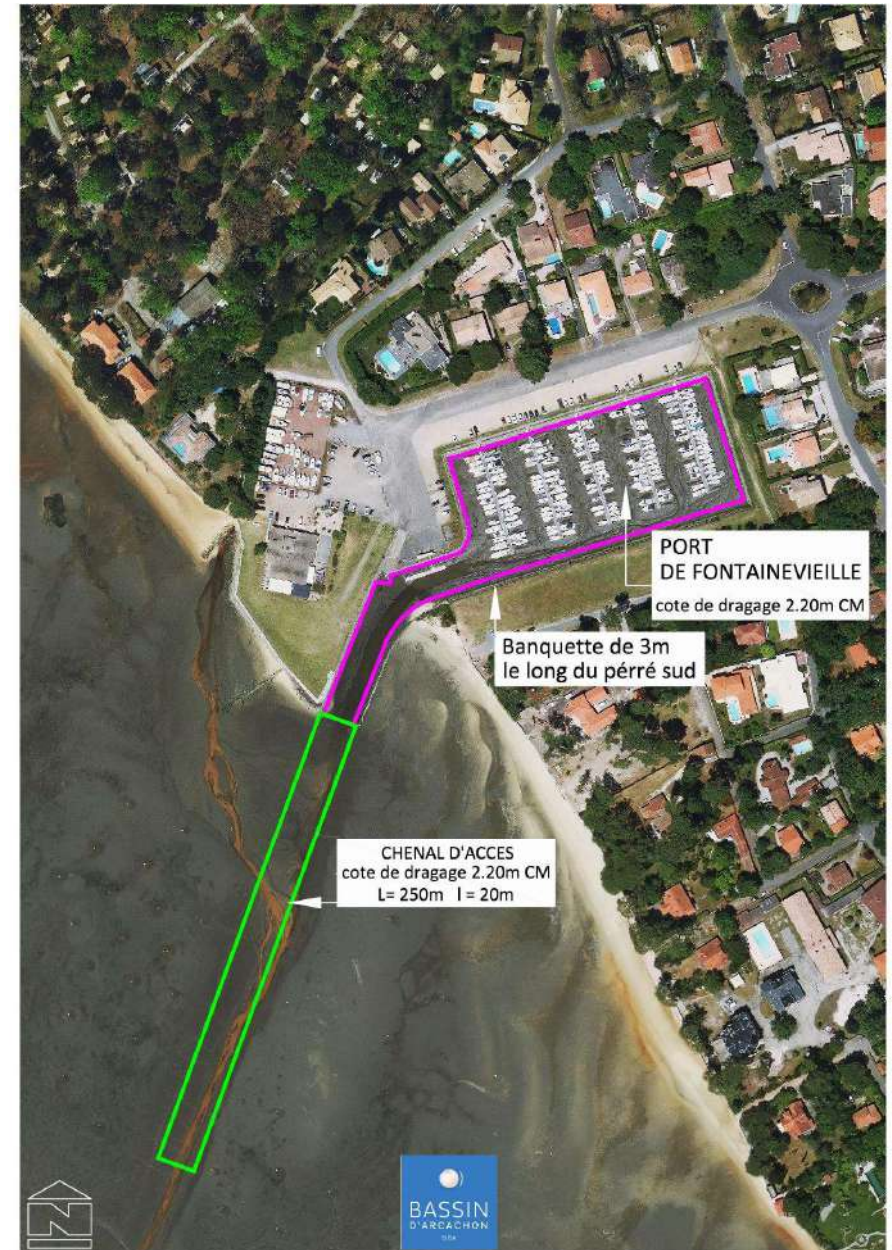 PORT
DE FONTAINEVIEILLE
cote de dragage 2.20m CM
Banquette de 3m
le long du pérré sud
CHENAL D'ACCES
cote de dragage 2.20m CM
L= 250m l = 20m
N
BASSIN
D'ARCACHON